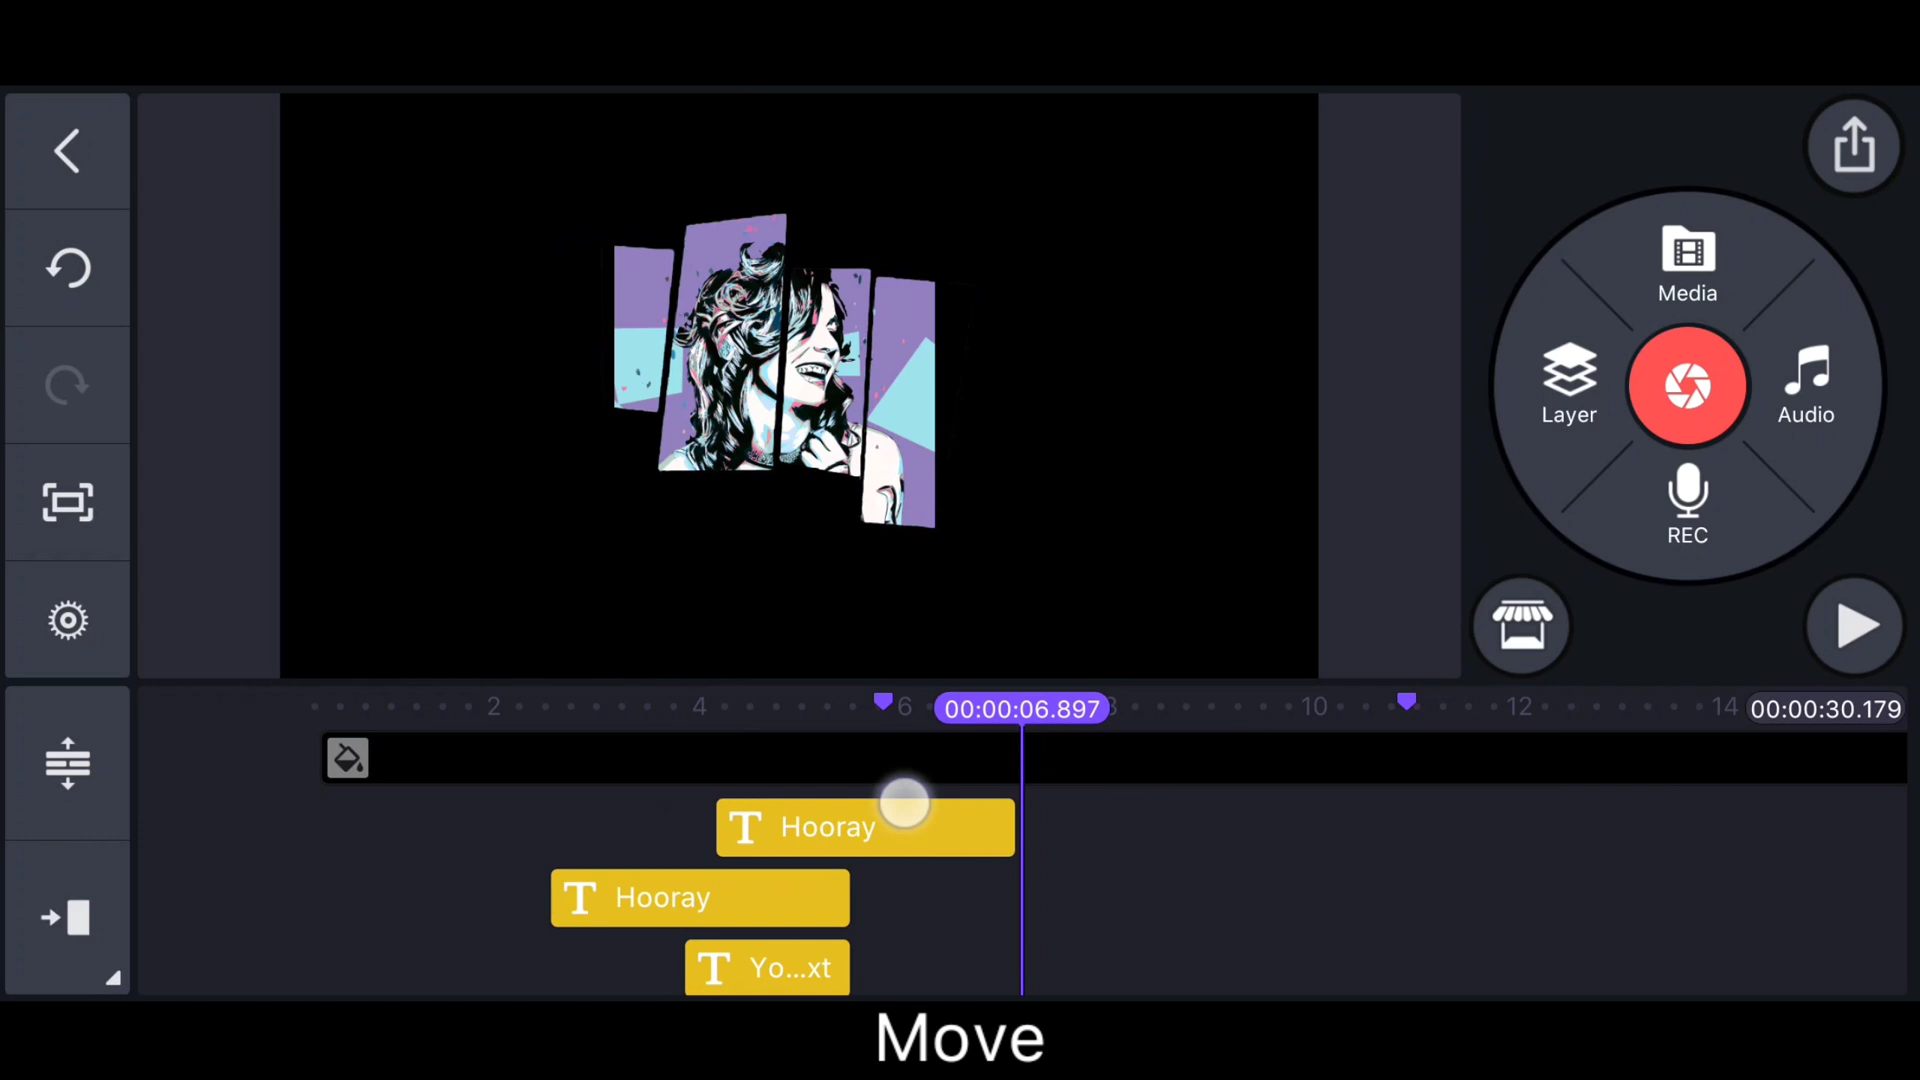 Media
Layer
Audio
REC
2
4
6
00:00:06.897
8
10
12
14
00:00:30.179
T Hooray
T Hooray
T Yo...xt
Move